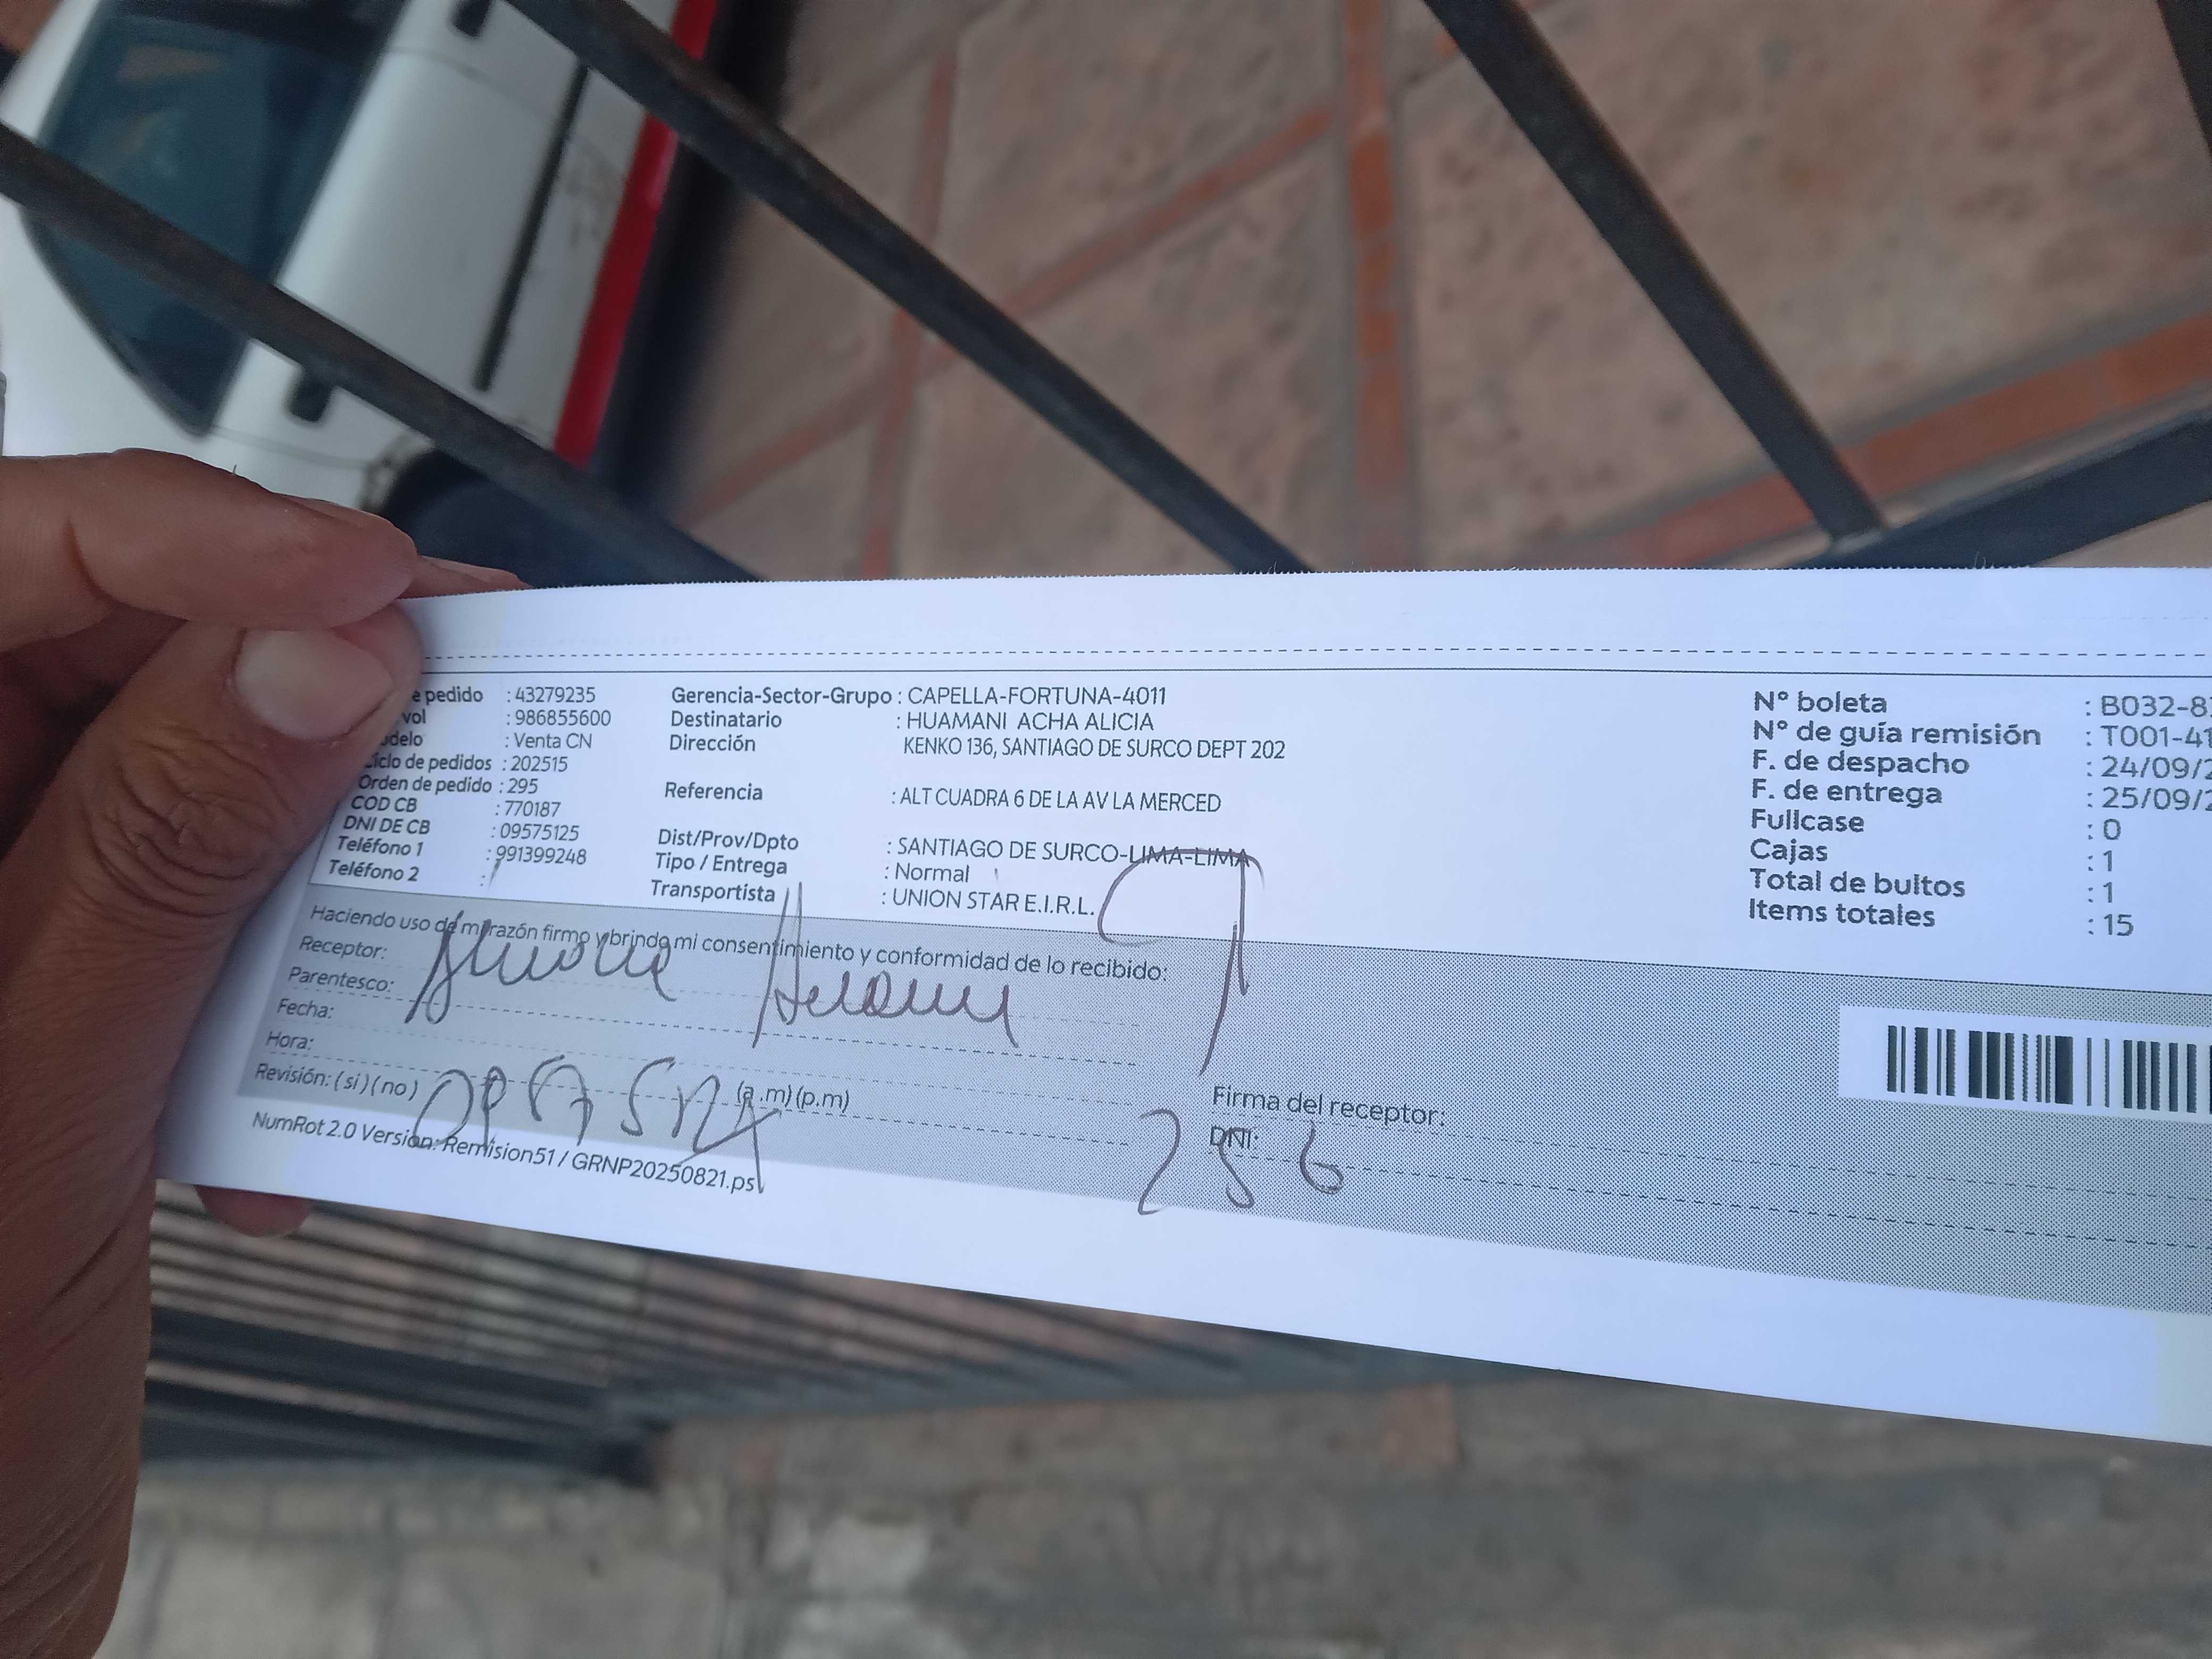 e pedido : 43279235
vol : 986855600
delo : Venta CN
Ciclo de pedidos : 202515
Orden de pedido : 295
COD CB : 770187
DNI DE CB : 09575125
Teléfono 1 : 991399248
Teléfono 2 :
Gerencia-Sector-Grupo : CAPELLA-FORTUNA-4011
Destinatario : HUAMANI ACHA ALICIA
Dirección KENKO 136, SANTIAGO DE SURCO DEPT 202
Referencia : ALT CUADRA 6 DE LA AV LA MERCED
Dist/Prov/Dpto : SANTIAGO DE SURCO-LIMA-LIMA
Tipo / Entrega : Normal
Transportista : UNION STAR E.I.R.L.
N° boleta : B032-8
N° de guía remisión : T001-41
F. de despacho : 24/09/2
F. de entrega : 25/09/2
Fullcase : 0
Cajas : 1
Total de bultos : 1
Items totales : 15
Haciendo uso de mi razón firmo y brindo mi consentimiento y conformidad de lo recibido:
Receptor:
Parentesco:
Fecha:
Hora: (a.m) (p.m)
Revisión: (si) (no)
Firma del receptor:
DNI: 256
NumRot 2.0 Version: Remision51 / GRNP20250821.ps